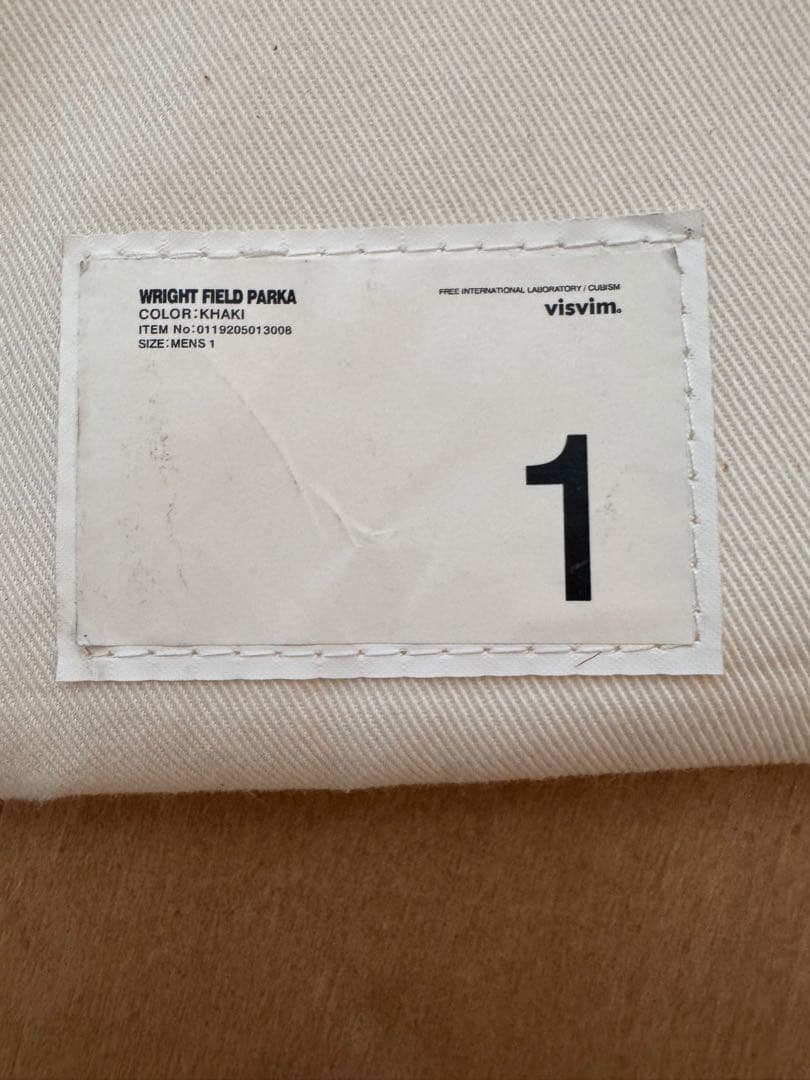 WRIGHT FIELD PARKA
COLOR:KHAKI
ITEM No:0119205013008
SIZE:MENS 1
FREE INTERNATIONAL LABORATORY / CUBISM
visvim®
1